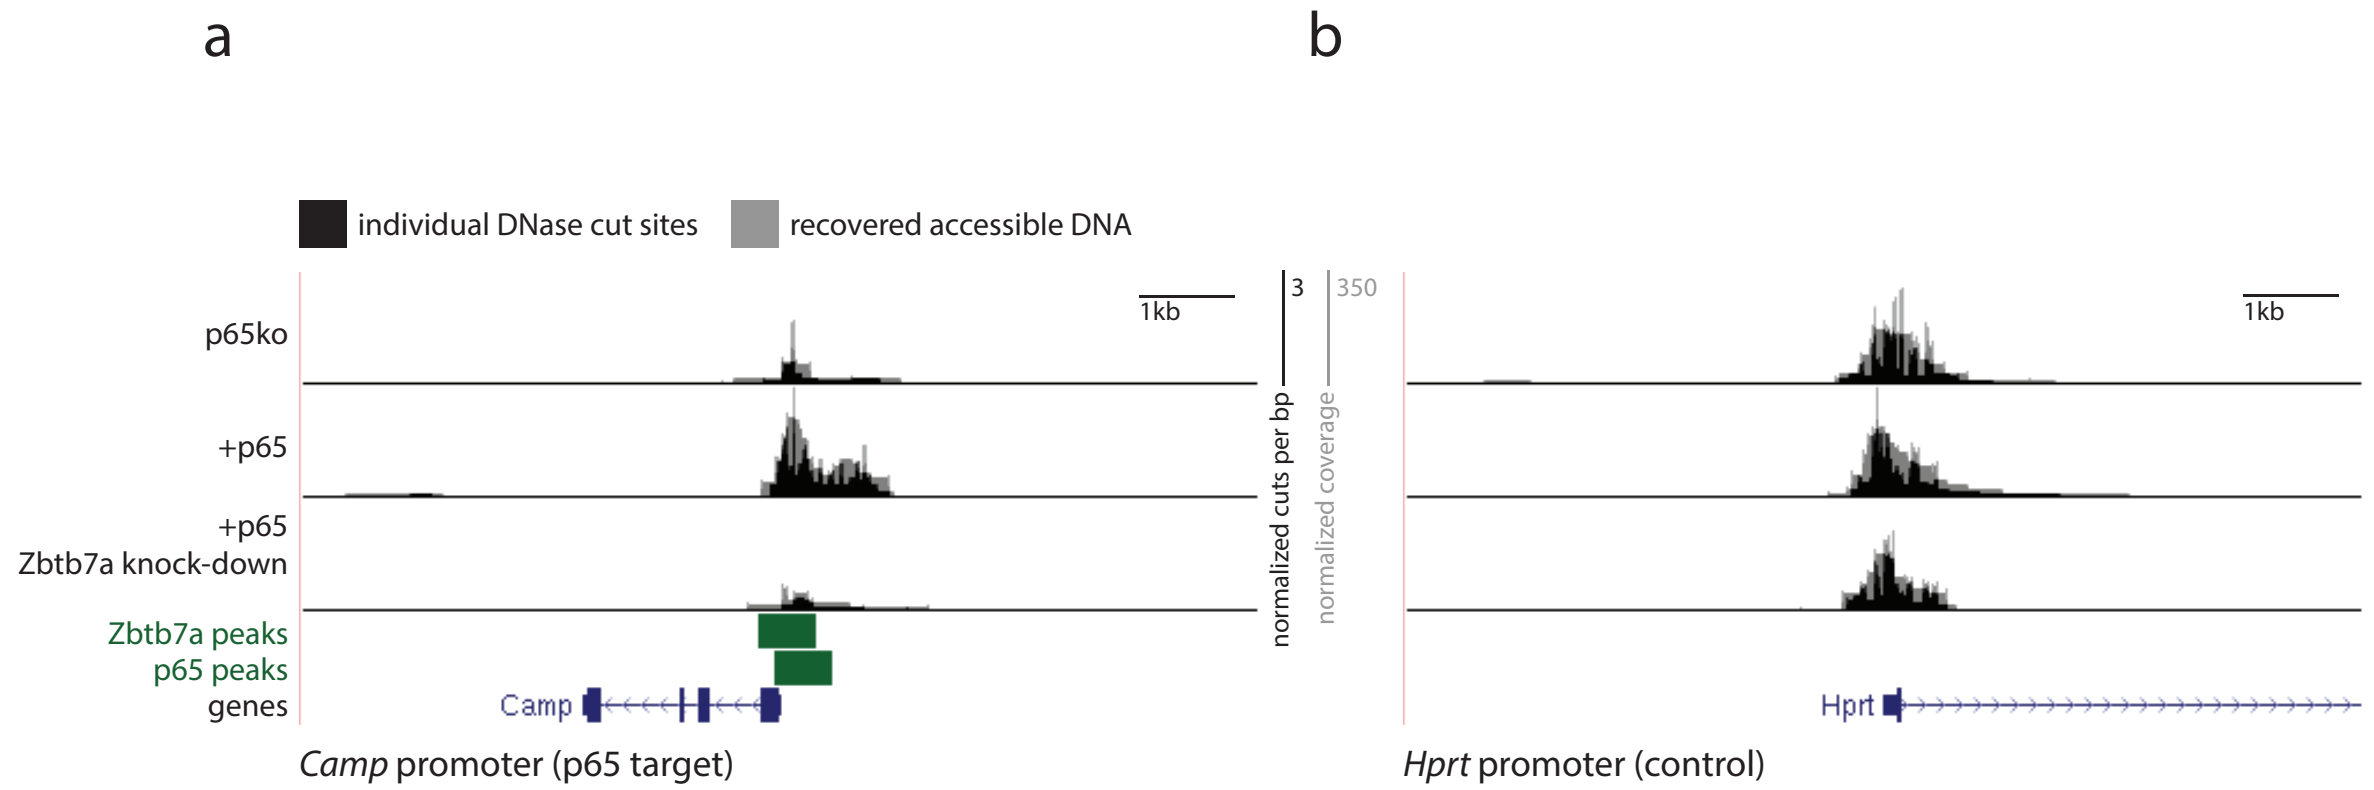 a
b
individual DNase cut sites
recovered accessible DNA
p65ko
1kb
3
350
1kb
+p65
+p65
Zbtb7a knock-down
normalized cuts per bp
normalized coverage
Zbtb7a peaks
p65 peaks
genes
Camp
Hprt
Camp promoter (p65 target)
Hprt promoter (control)